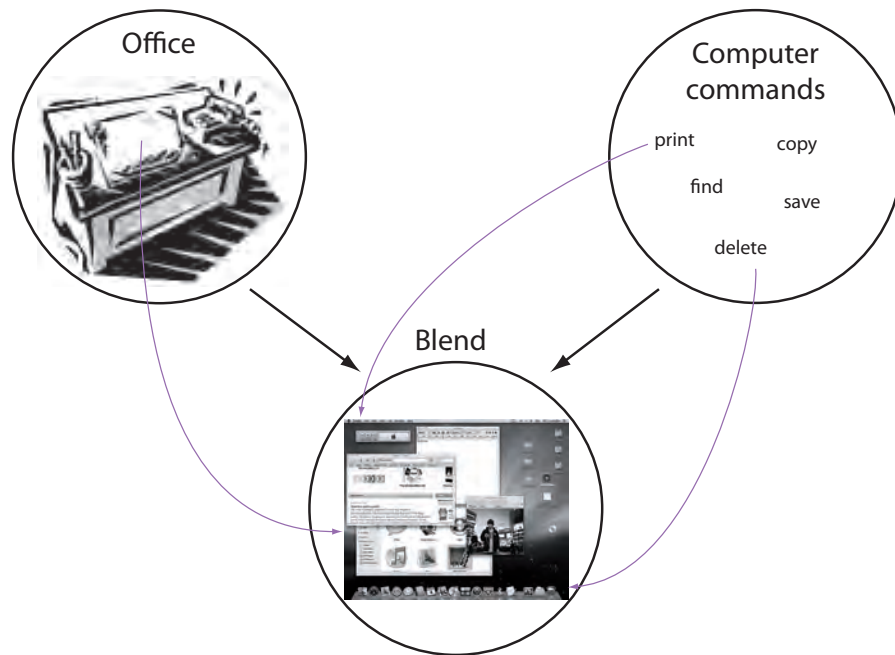 Office
Computer
commands
print
copy
find
save
delete
Blend